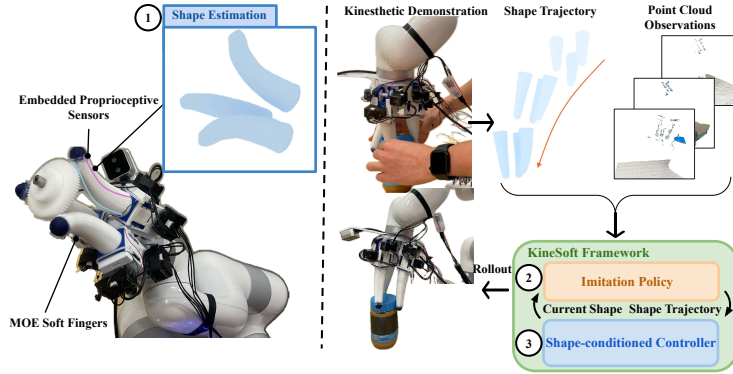 1
Shape Estimation
Embedded Proprioceptive
Sensors
MOE Soft Fingers
Kinesthetic Demonstration
Shape Trajectory
Point Cloud
Observations
Rollout
KineSoft Framework
2
Imitation Policy
Current Shape Shape Trajectory
3
Shape-conditioned Controller